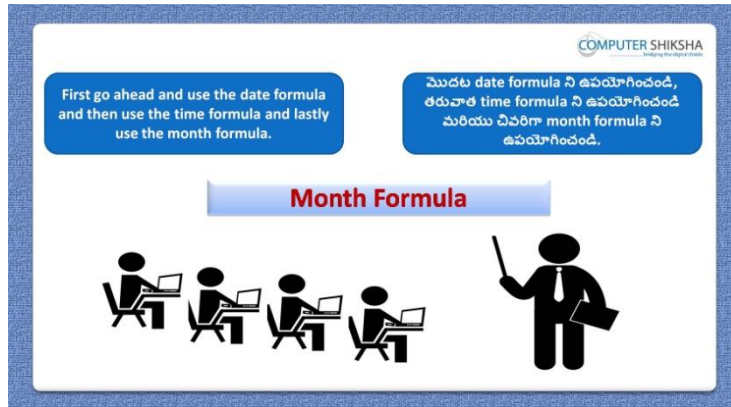 COMPUTER SHIKSHA
bridging the digital divide
First go ahead and use the date formula
and then use the time formula and lastly
use the month formula.
మొదట date formula ని ఉపయోగించండి,
తరువాత time formula ని ఉపయోగించండి
మరియు చివరిగా month formula ని
ఉపయోగించండి.
Month Formula